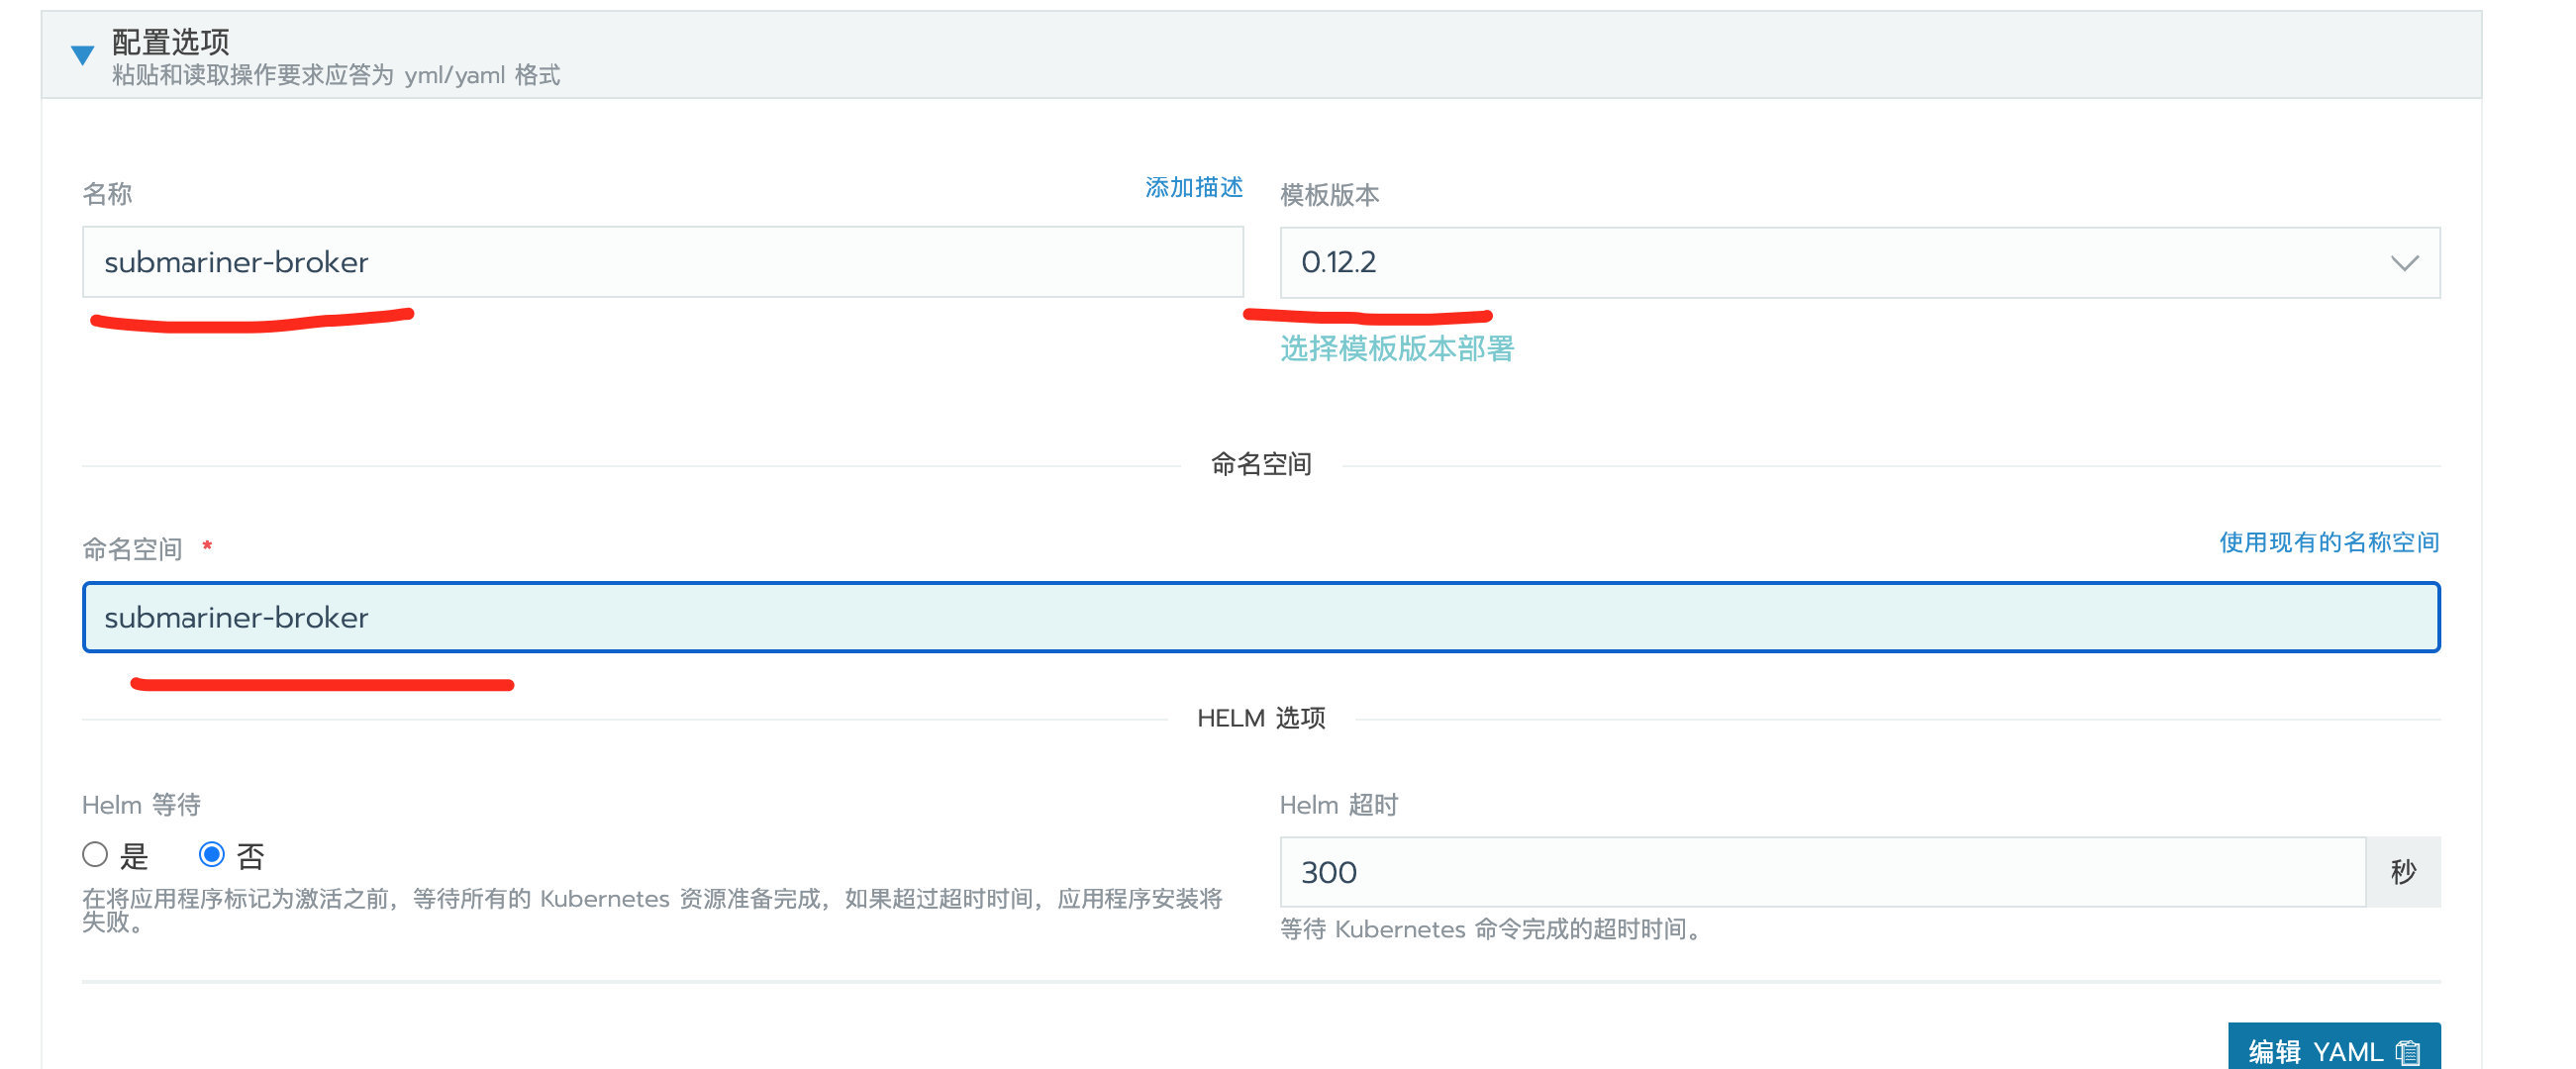 配置选项
粘贴和读取操作要求应答为 yml/yaml 格式
名称
添加描述
模板版本
submariner-broker
0.12.2
选择模板版本部署
命名空间
命名空间 *
使用现有的名称空间
submariner-broker
HELM 选项
Helm 等待
Helm 超时
是 否
300
秒
在将应用程序标记为激活之前，等待所有的 Kubernetes 资源准备完成，如果超过超时时间，应用程序安装将
失败。
等待 Kubernetes 命令完成的超时时间。
编辑 YAML